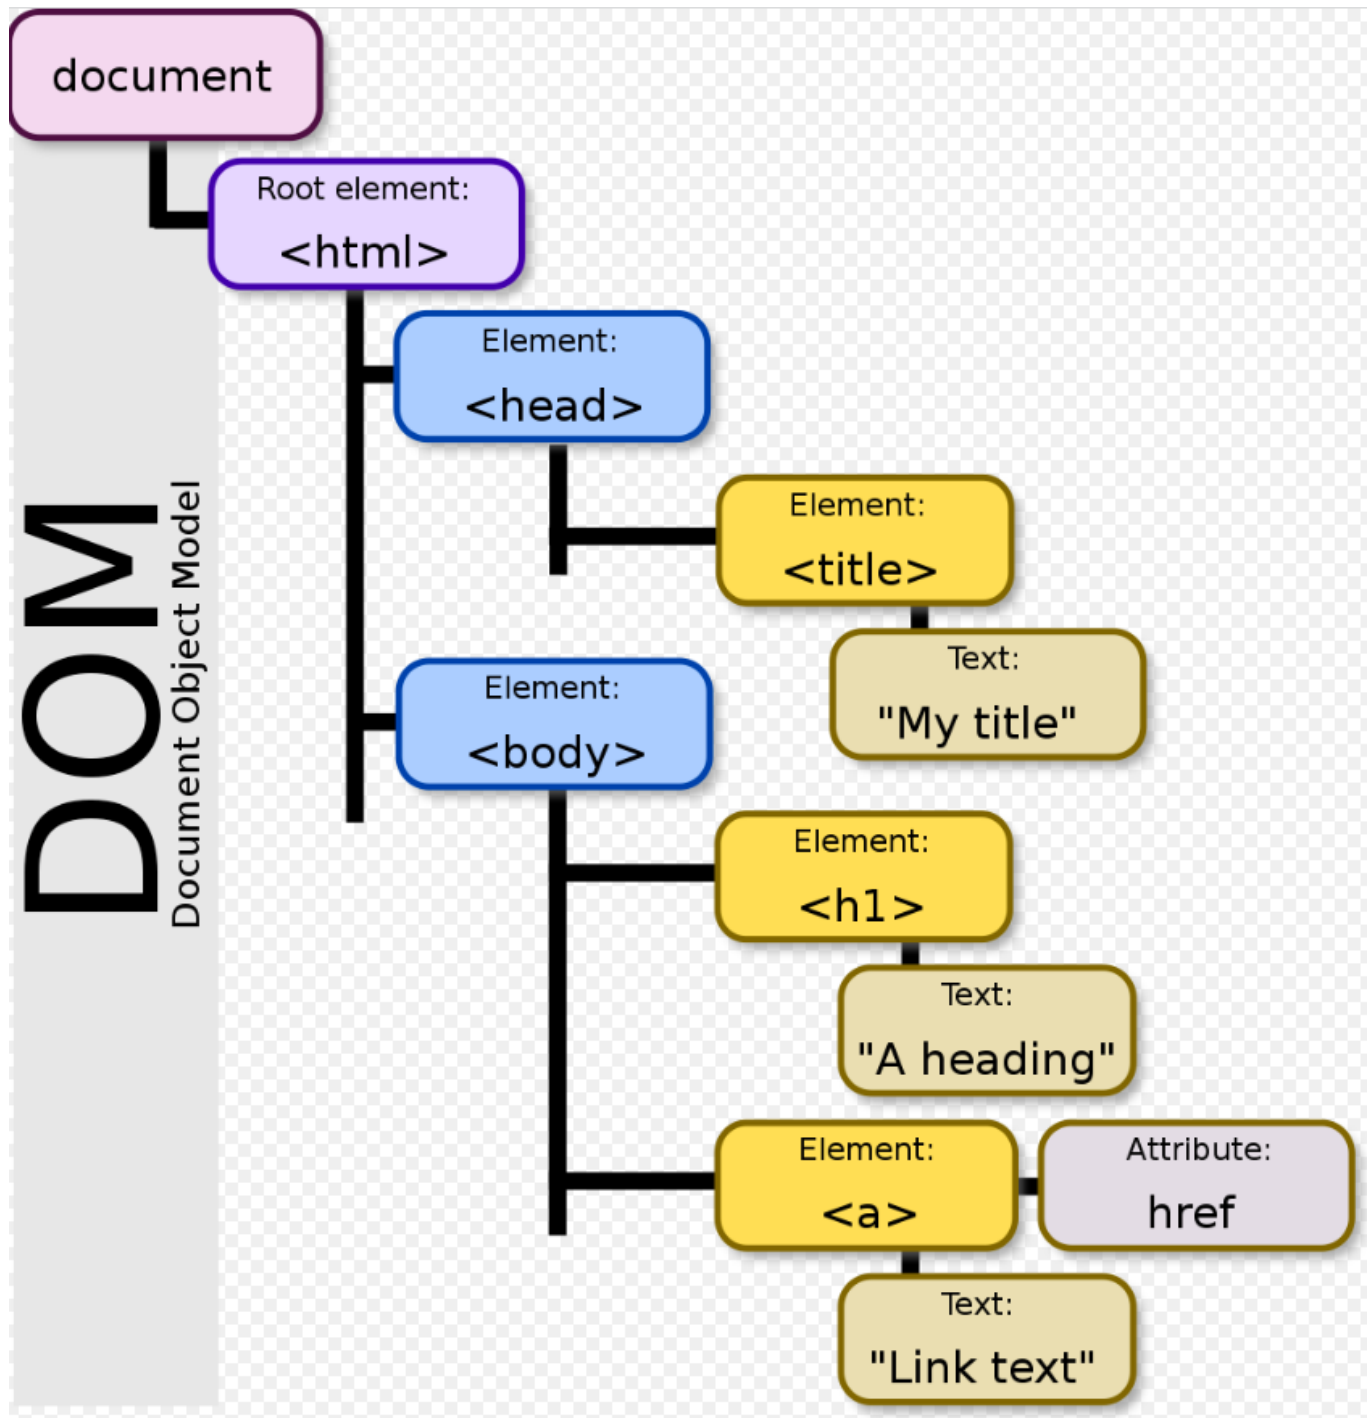 document
Root element:
<html>
Element:
<head>
Element:
<title>
Text:
"My title"
Element:
<body>
Element:
<h1>
Text:
"A heading"
Element:
<a>
Attribute:
href
Text:
"Link text"
DOM
Document Object Model